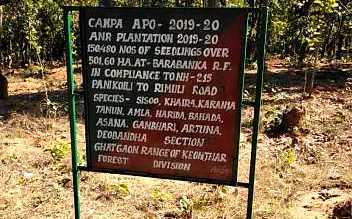 CAMPA APO - 2019-20
ANR PLANTATION 2019-20
150480 NOS OF SEEDLINGS OVER
501.60 HA.AT- BARABANKA R.F.
IN COMPLIANCE TO NH-215
PANIKOILI TO RIMULI ROAD
SPECIES - SISOO, KHAIRA, KARAMA
TANUN, AMLA, HARIDA, BAHADA,
ASANA, GAMBHARI, ARJUNA,
DEOBANDHA SECTION
GHATGAON RANGE OF KEONJHAR
FOREST DIVISION